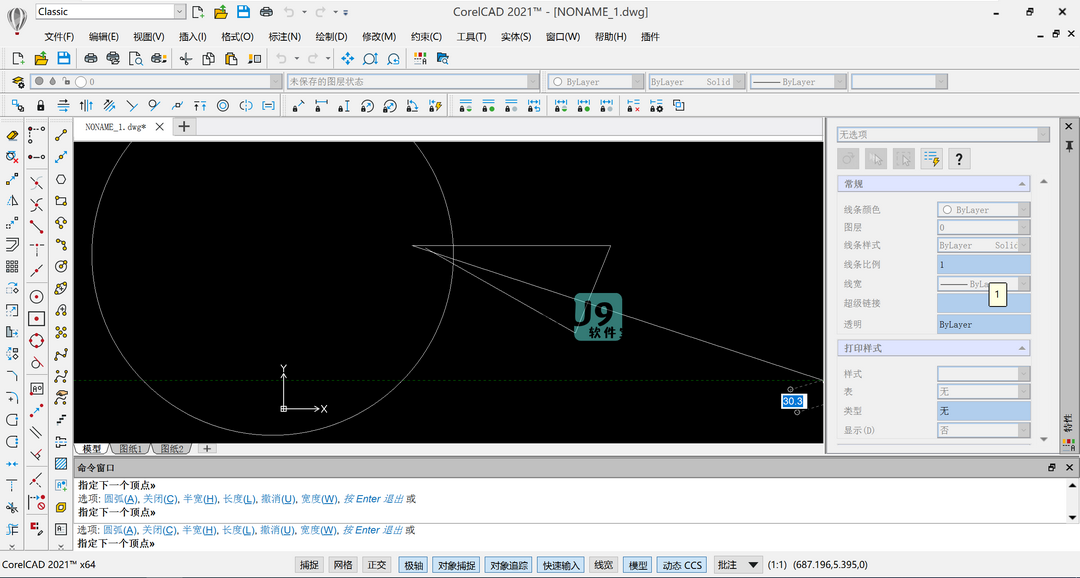 Classic
CorelCAD 2021™ - [NONAME_1.dwg]
文件(F) 编辑(E) 视图(V) 插入(I) 格式(O) 标注(N) 绘制(D) 修改(M) 约束(C) 工具(T) 实体(S) 窗口(W) 帮助(H) 插件
0 未保存的图层状态 ByLayer ByLayer Solid ByLayer
NONAME_1.dwg*
无选项
?
常规
线条颜色 ByLayer
图层 0
线条样式 ByLayer Solid
线条比例 1
线宽 ByLa
1
超级链接
透明 ByLayer
打印样式
样式
表 无
类型 无
显示(D) 否
特性
J9
软件
Y
X
30.3
模型 图纸1 图纸2
命令窗口
指定下一个顶点»
选项: 圆弧(A), 关闭(C), 半宽(H), 长度(L), 撤消(U), 宽度(W), 按 Enter 退出 或
指定下一个顶点»
选项: 圆弧(A), 关闭(C), 半宽(H), 长度(L), 撤消(U), 宽度(W), 按 Enter 退出 或
指定下一个顶点»
CorelCAD 2021™ x64 捕捉 网格 正交 极轴 对象捕捉 对象追踪 快速输入 线宽 模型 动态 CCS 批注 (1:1) (687.196,5.395,0)